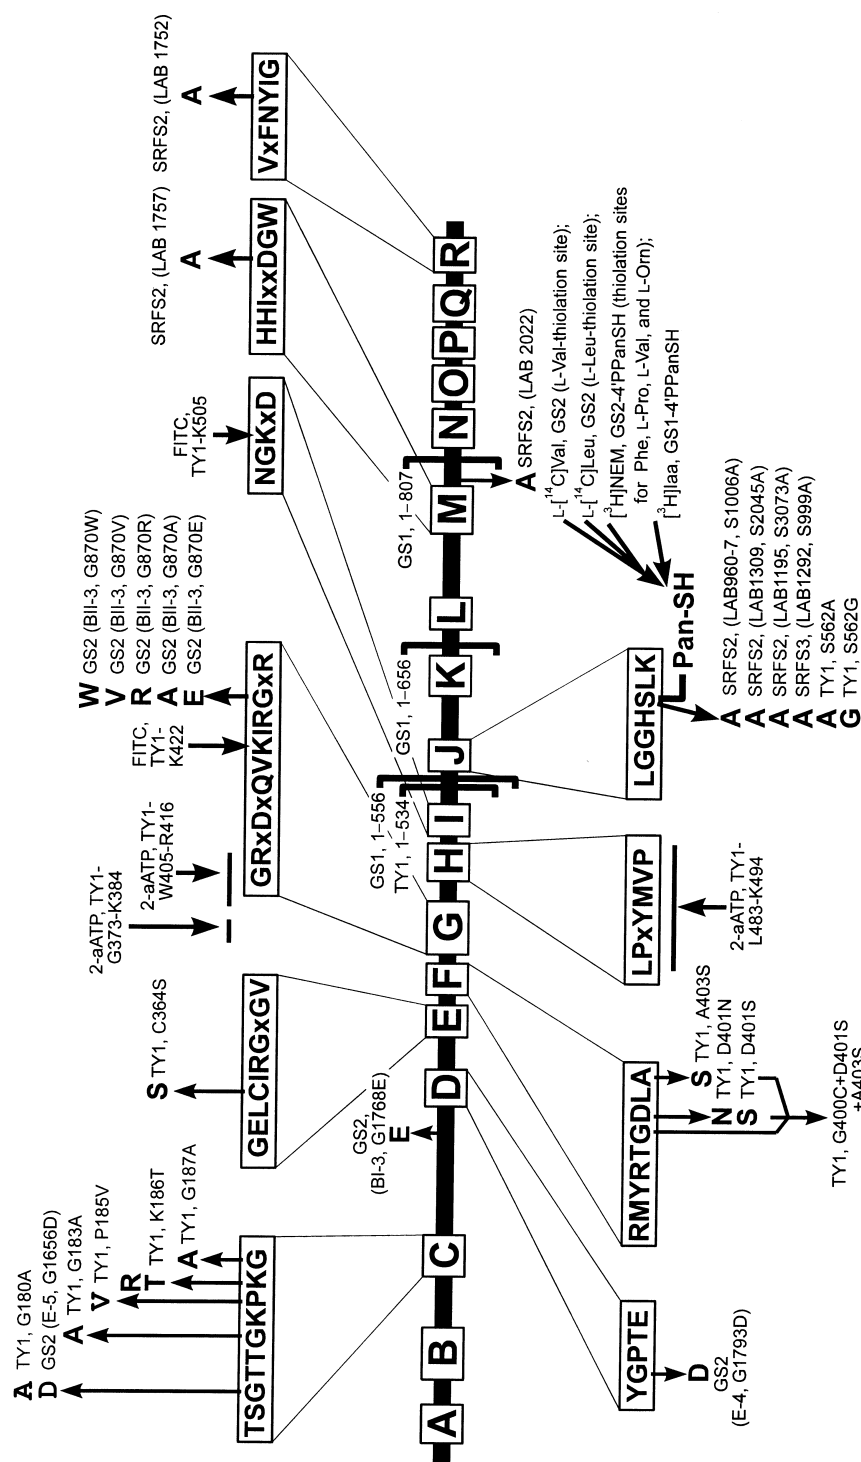 A TY1, G180A
D GS2 (E-5, G1656D)
A TY1, G183A
V TY1, P185V
R
T TY1, K186T
A TY1, G187A
TSGTTGKPKG
S TY1, C364S
GELCIRGxGV
2-aATP, TY1-
G373-K384
2-aATP, TY1-
W405-R416
FITC,
TY1-
K422
W GS2 (BII-3, G870W)
V GS2 (BII-3, G870V)
R GS2 (BII-3, G870R)
A GS2 (BII-3, G870A)
E GS2 (BII-3, G870E)
GRxDxQVKIRGxR
FITC,
TY1-K505
NGKxD
SRFS2, (LAB 1757)
A
HHIxxDGW
SRFS2, (LAB 1752)
A
VxFNYIG
GS2,
(BI-3, G1768E)
E
GS1, 1–556
TY1, 1–534
GS1, 1–656
GS1, 1–807
A B C D E F G H I J K L M N O P Q R
A SRFS2, (LAB 2022)
L-[14C]Val, GS2 (L-Val-thiolation site);
L-[14C]Leu, GS2 (L-Leu-thiolation site);
[3H]NEM, GS2-4'PPanSH (thiolation sites
for Phe, L-Pro, L-Val, and L-Orn);
[3H]Iaa, GS1-4'PPanSH
YGPTE
D
GS2
(E-4, G1793D)
RMYRTGDLA
S TY1, A403S
N TY1, D401N
S TY1, D401S
TY1, G400C+D401S
+A403S
LPxYMVP
2-aATP, TY1-
L483-K494
LGGHSLK
Pan-SH
A SRFS2, (LAB960-7, S1006A)
A SRFS2, (LAB1309, S2045A)
A SRFS2, (LAB1195, S3073A)
A SRFS3, (LAB1292, S999A)
A TY1, S562A
G TY1, S562G